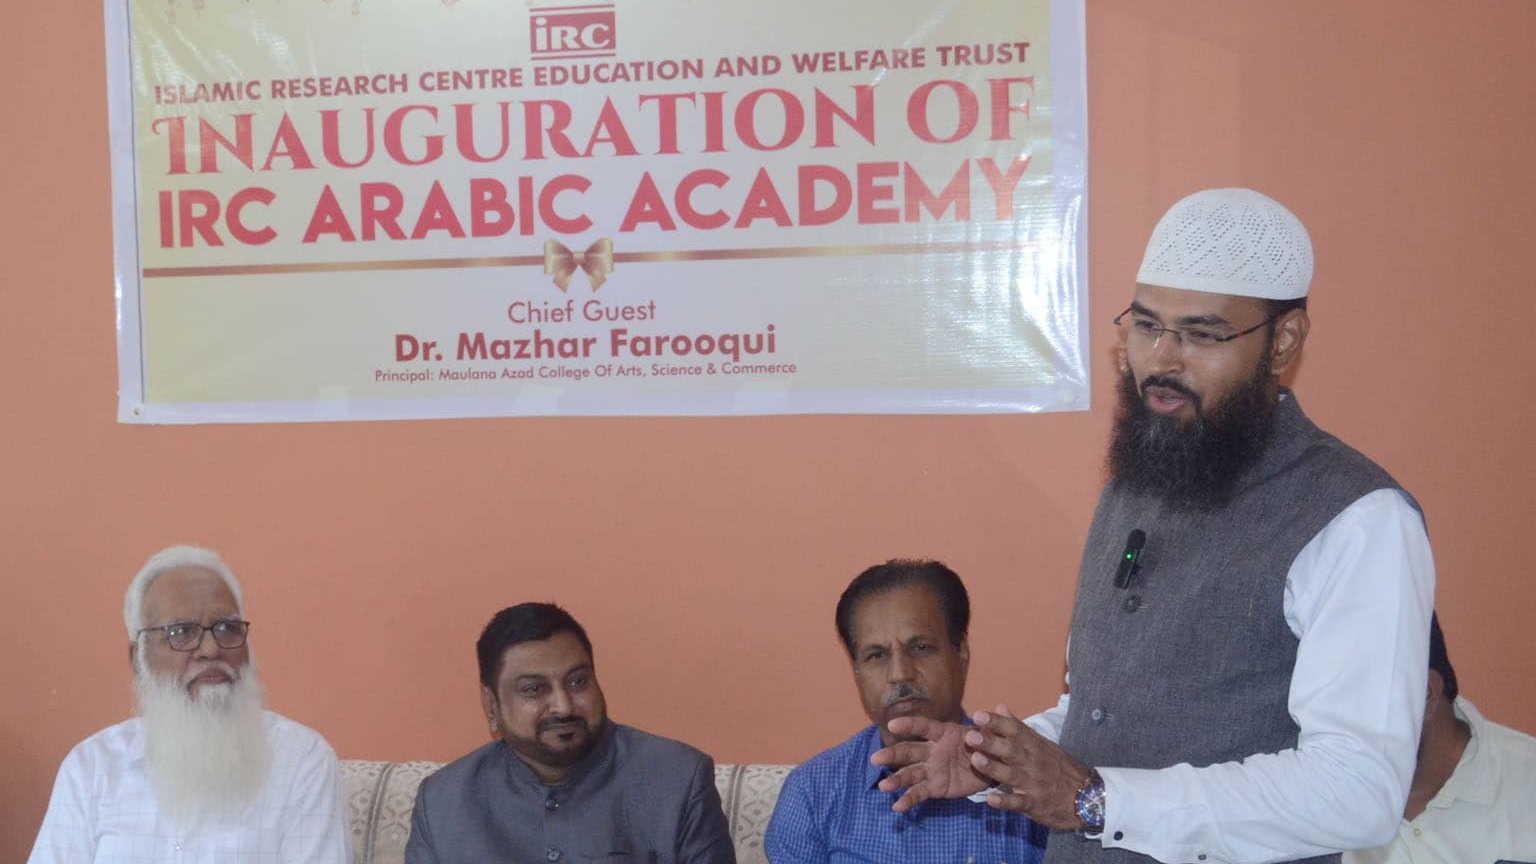 iRC
ISLAMIC RESEARCH CENTRE EDUCATION AND WELFARE TRUST
INAUGURATION OF
IRC ARABIC ACADEMY
Chief Guest
Dr. Mazhar Farooqui
Principal: Maulana Azad College Of Arts, Science & Commerce